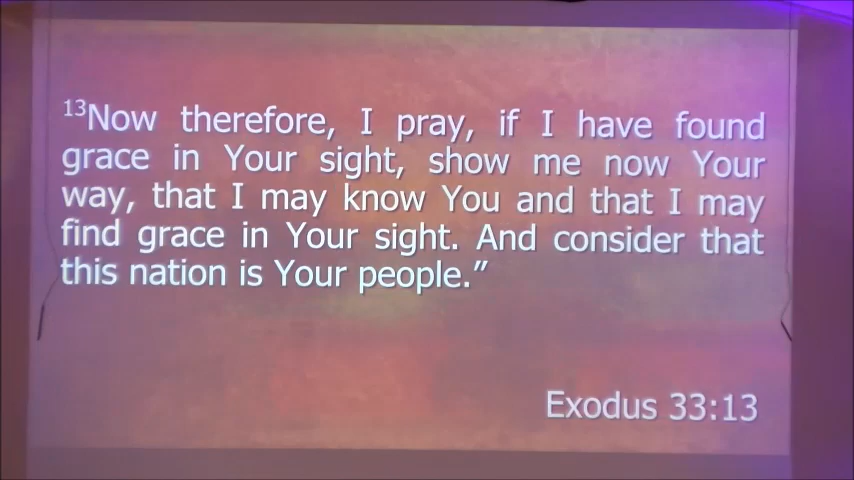 13Now therefore, I pray, if I have found
grace in Your sight, show me now Your
way, that I may know You and that I may
find grace in Your sight. And consider that
this nation is Your people.”
Exodus 33:13